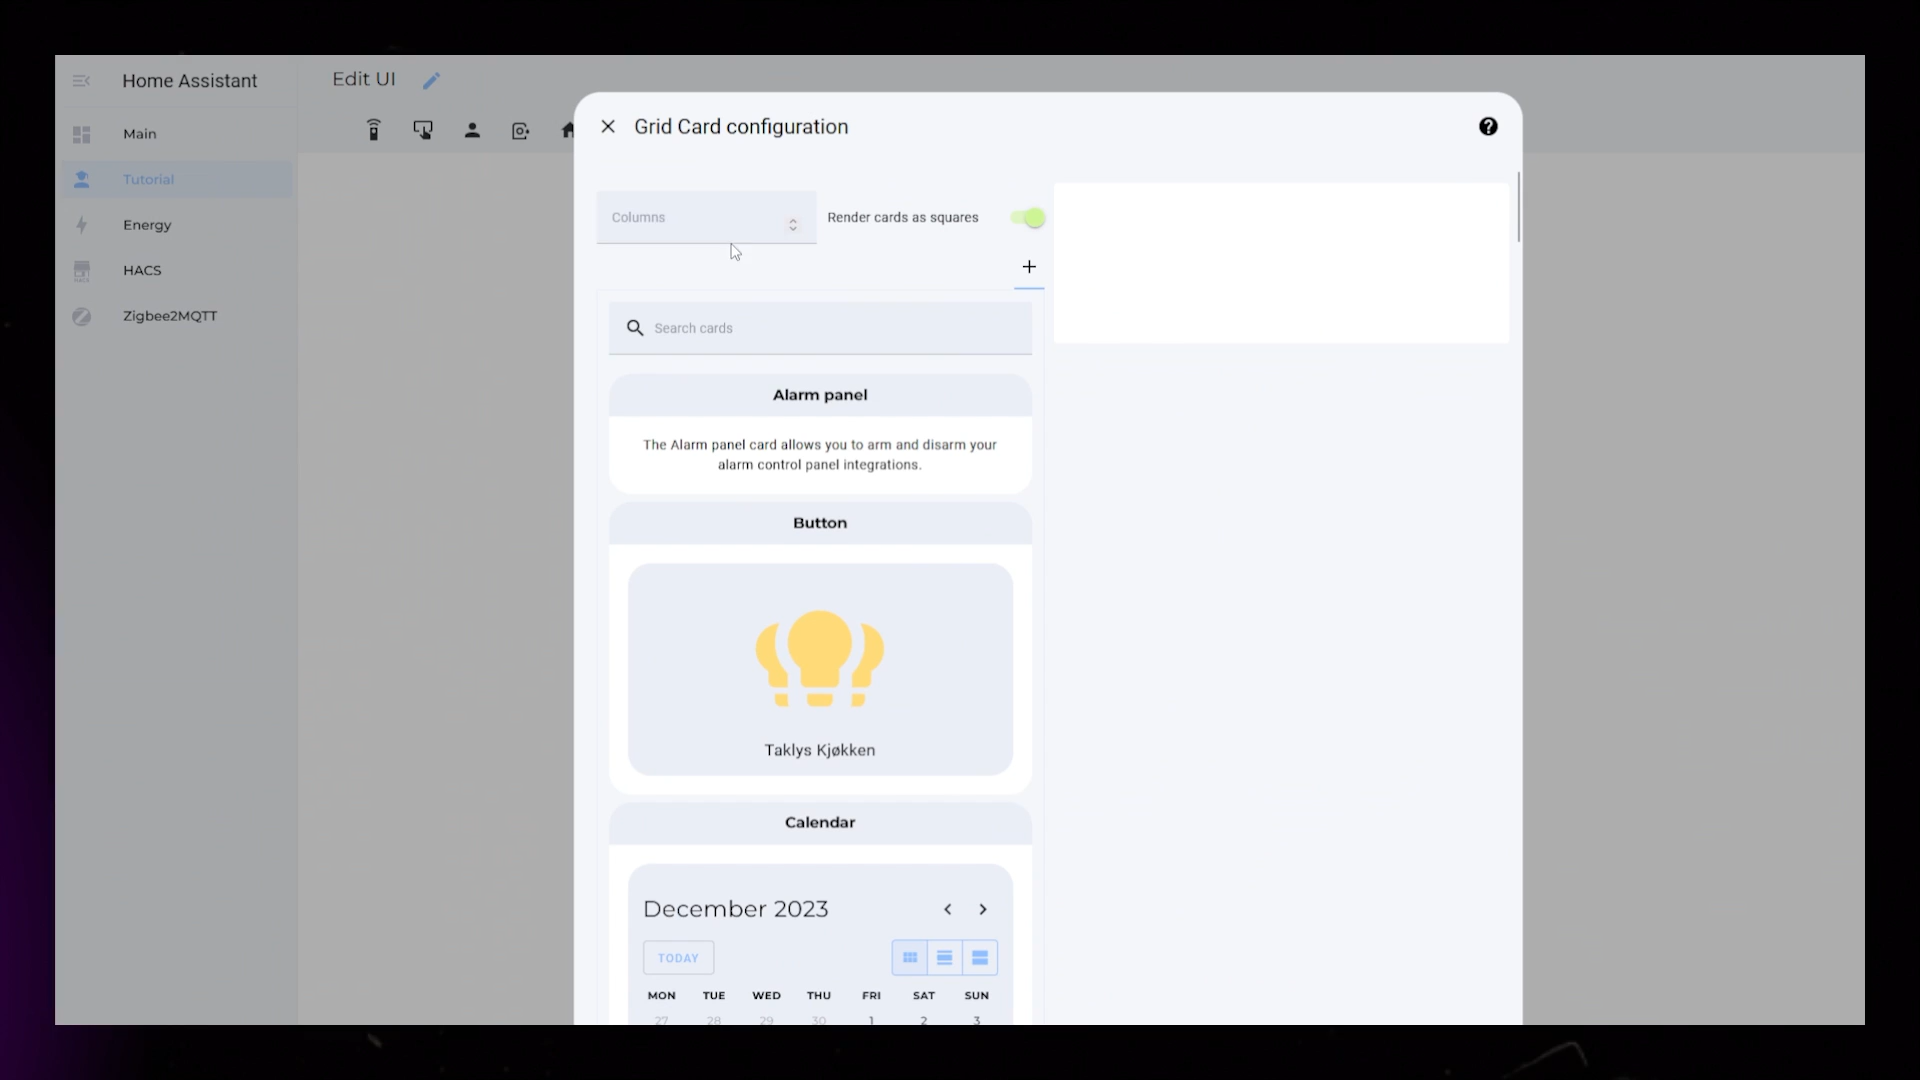 Home Assistant
Edit UI
Main
Tutorial
Energy
HACS
Zigbee2MQTT
Grid Card configuration
Columns
Render cards as squares
Search cards
Alarm panel
The Alarm panel card allows you to arm and disarm your
alarm control panel integrations.
Button
Taklys Kjøkken
Calendar
December 2023
TODAY
MON TUE WED THU FRI SAT SUN
27 28 29 30 1 2 3